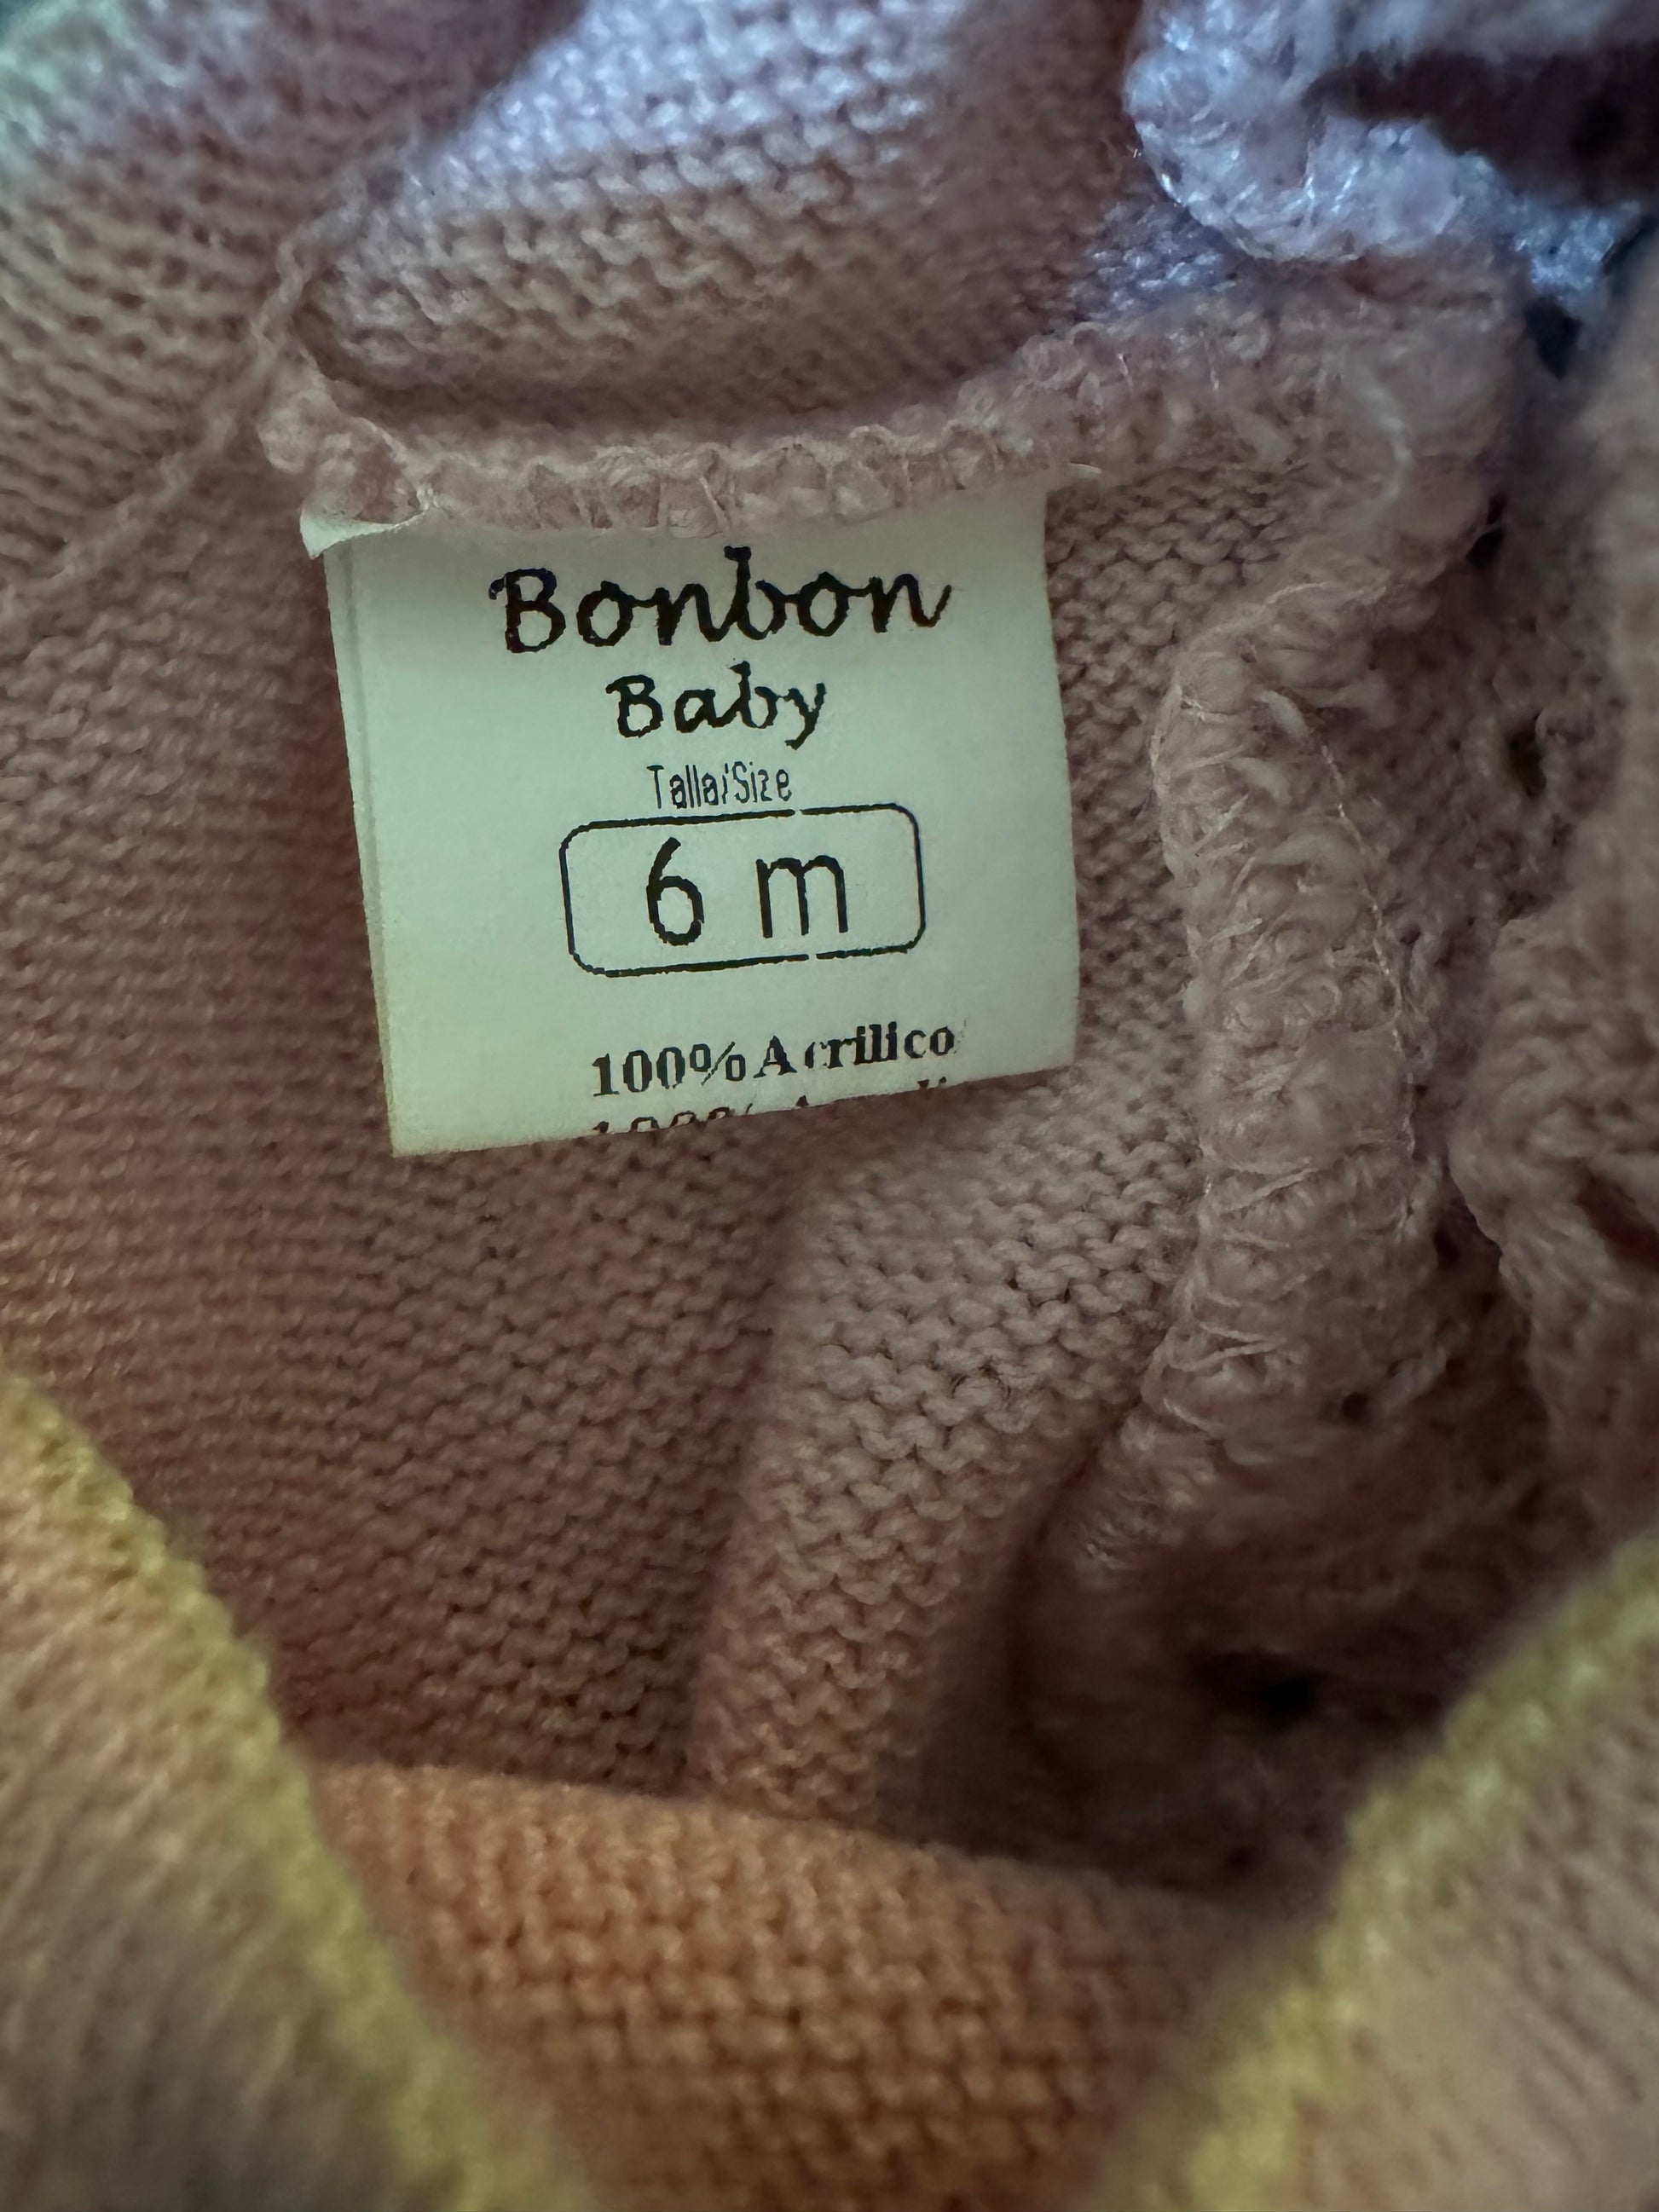 Bonbon
Baby
Talla/Size
6 m
100% Acrilico